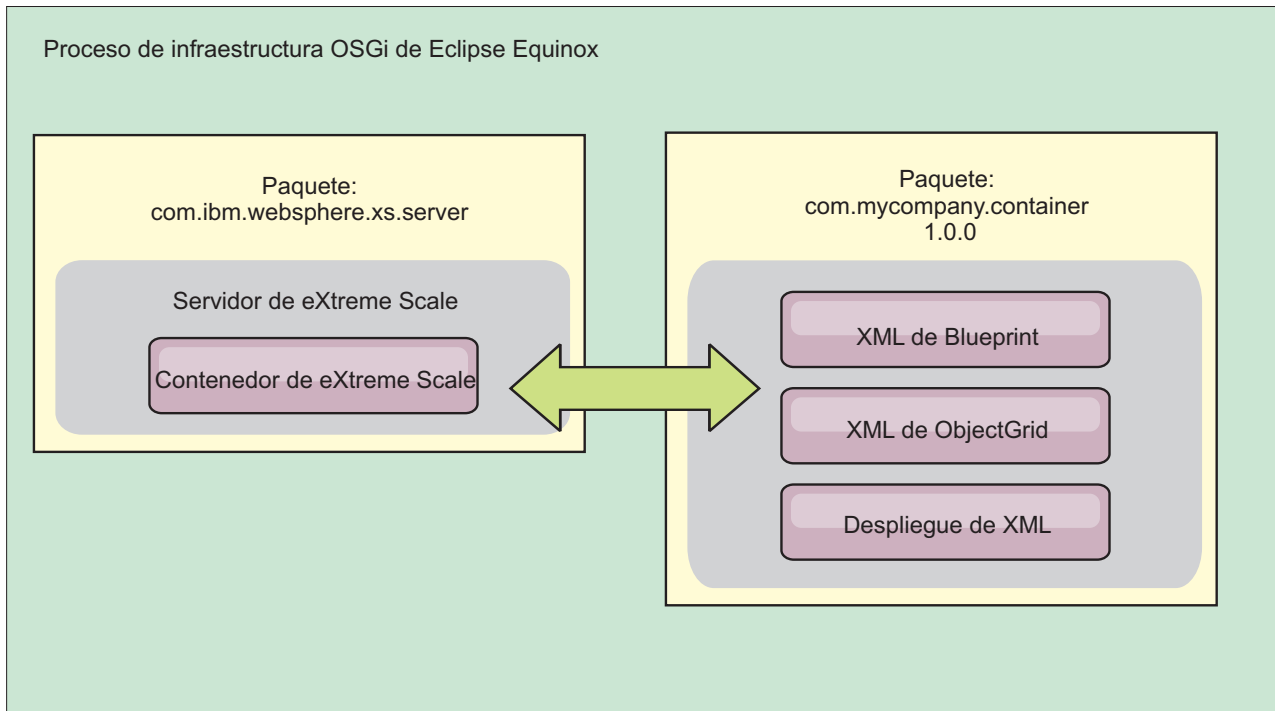 Proceso de infraestructura OSGi de Eclipse Equinox
Paquete:
com.ibm.websphere.xs.server
Servidor de eXtreme Scale
Contenedor de eXtreme Scale
Paquete:
com.mycompany.container
1.0.0
XML de Blueprint
XML de ObjectGrid
Despliegue de XML